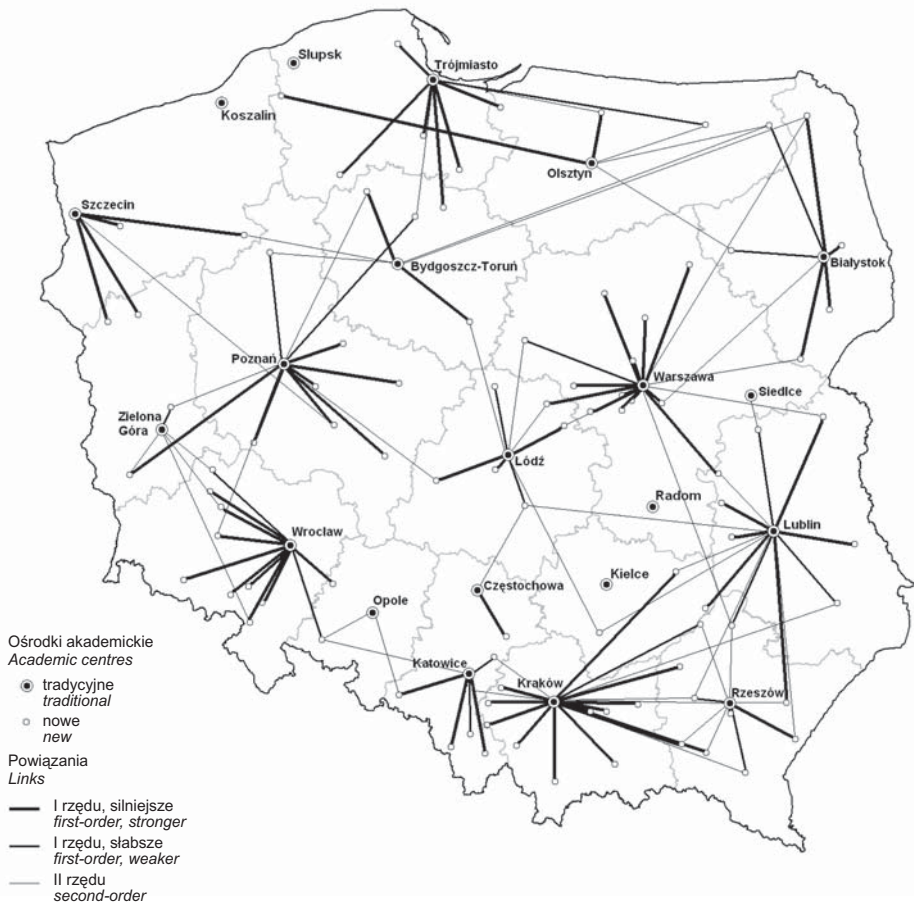 Słupsk
Trójmiasto
Koszalin
Olsztyn
Szczecin
Bydgoszcz-Toruń
Białystok
Poznań
Warszawa
Siedlce
Zielona
Góra
Łódź
Radom
Lublin
Wrocław
Częstochowa
Kielce
Opole
Katowice
Kraków
Rzeszów
Ośrodki akademickie
Academic centres
tradycyjne
traditional
nowe
new
Powiązania
Links
I rzędu, silniejsze
first-order, stronger
I rzędu, słabsze
first-order, weaker
II rzędu
second-order